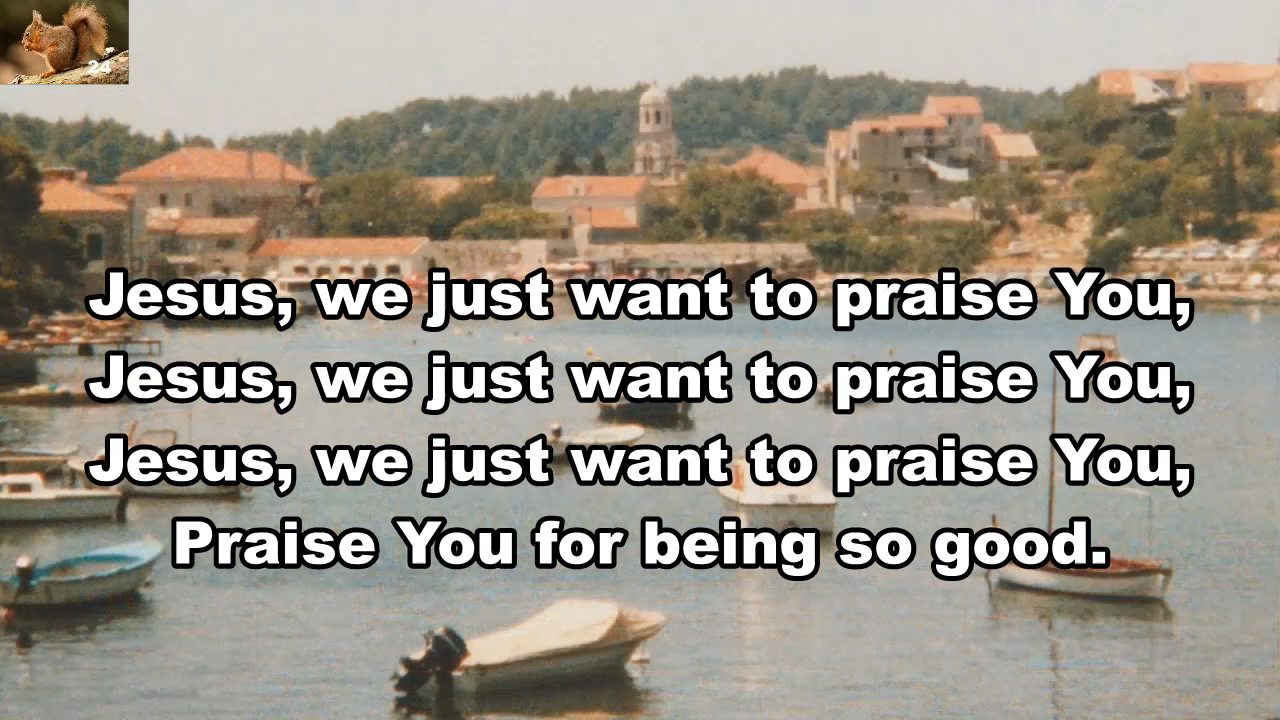 24
Jesus, we just want to praise You,
Jesus, we just want to praise You,
Jesus, we just want to praise You,
Praise You for being so good.